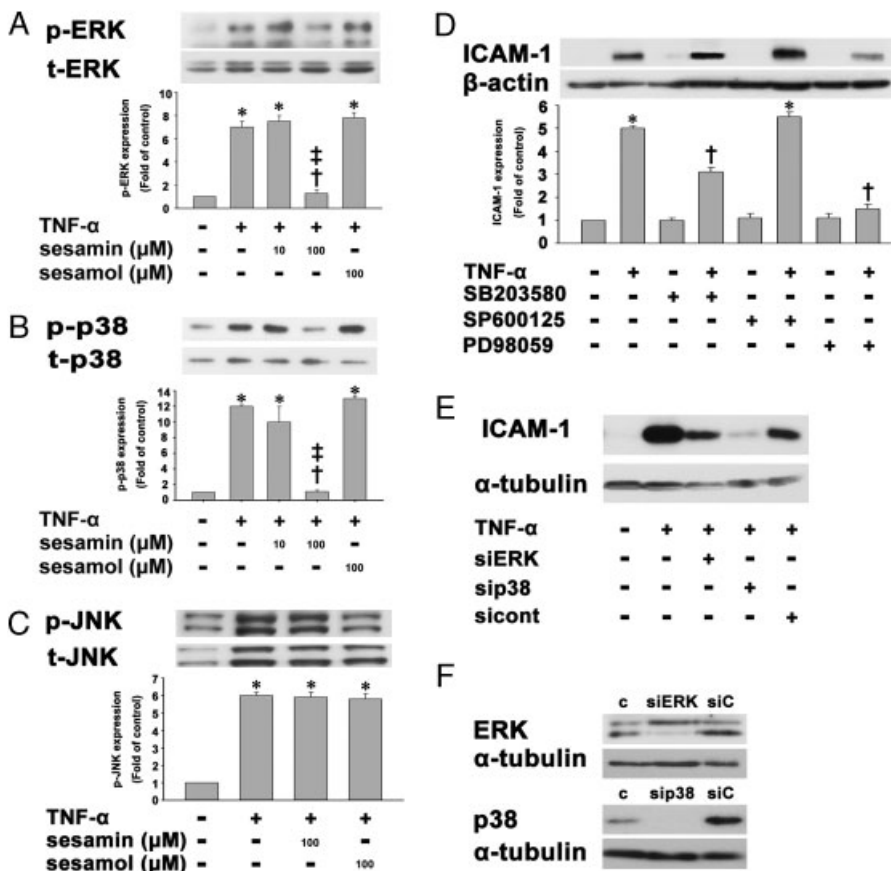 A
p-ERK
t-ERK
p-ERK expression
(Fold of control)
10
8
6
4
2
0
* * ‡ † *
TNF-α - + + + +
sesamin (μM) - - 10 100 -
sesamol (μM) - - - - 100
B
p-p38
t-p38
p-p38 expression
(Fold of control)
14
12
10
8
6
4
2
0
* * ‡ † *
TNF-α - + + + +
sesamin (μM) - - 10 100 -
sesamol (μM) - - - - 100
C
p-JNK
t-JNK
p-JNK expression
(Fold of control)
7
6
5
4
3
2
1
0
* * *
TNF-α - + + +
sesamin (μM) - - 100 -
sesamol (μM) - - - 100
D
ICAM-1
β-actin
ICAM-1 expression
(Fold of control)
6
5
4
3
2
1
0
* † * †
TNF-α - + - + - + - +
SB203580 - - + + - - - -
SP600125 - - - - + + - -
PD98059 - - - - - - + +
E
ICAM-1
α-tubulin
TNF-α - + + + +
siERK - - + - -
sip38 - - - + -
sicont - - - - +
F
c siERK siC
ERK
α-tubulin
c sip38 siC
p38
α-tubulin